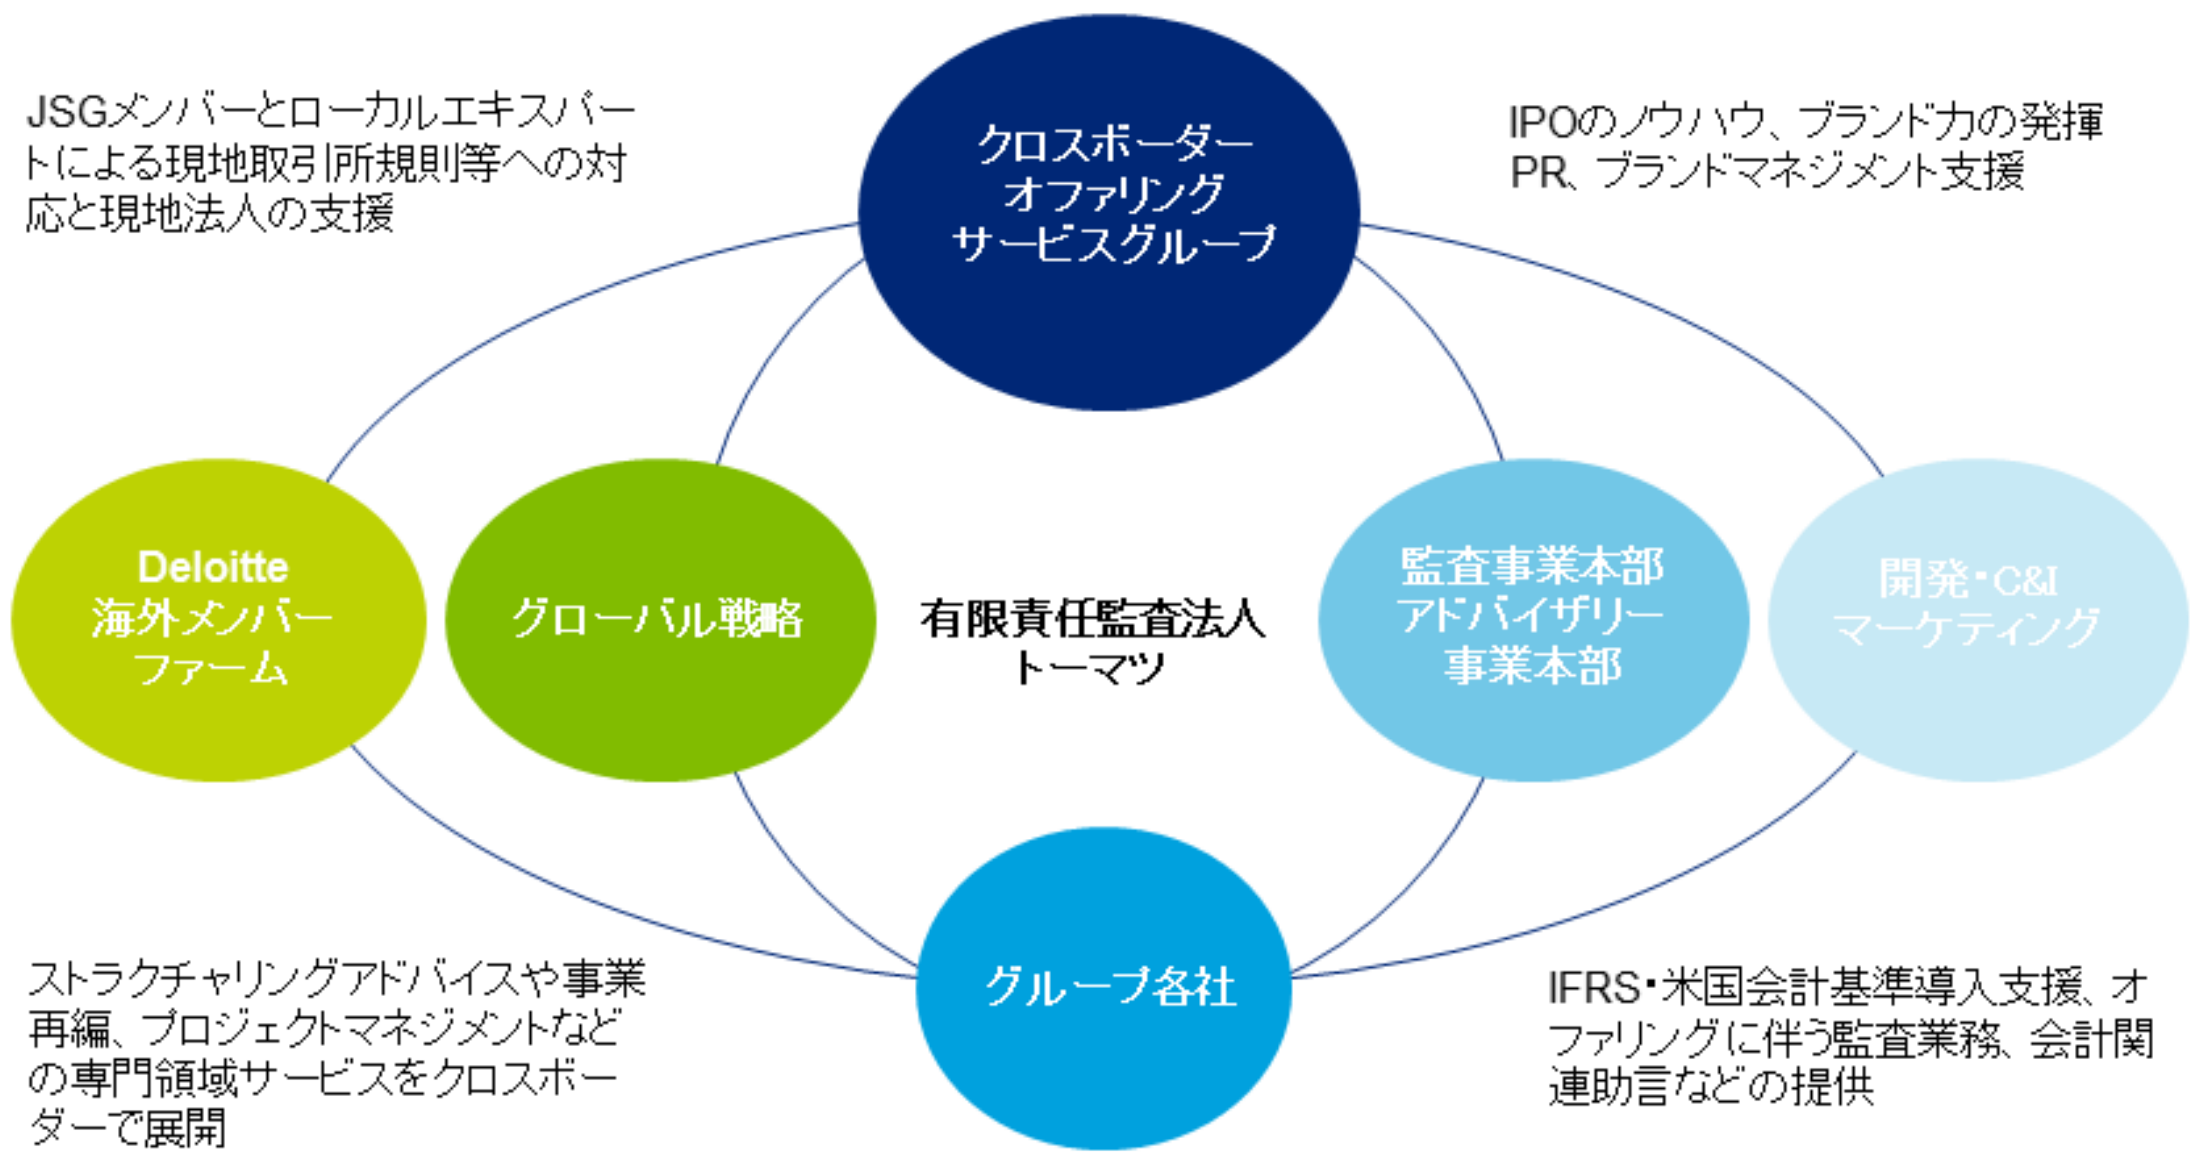 JSGメンバーとローカルエキスパー
トによる現地取引所規則等への対
応と現地法人の支援
クロスボーダー
オファリング
サービスグループ
IPOのノウハウ、ブランド力の発揮
PR、ブランドマネジメント支援
Deloitte
海外メンバー
ファーム
グローバル戦略
有限責任監査法人
トーマツ
監査事業本部
アドバイザリー
事業本部
開発・C&I
マーケティング
グループ各社
ストラクチャリングアドバイスや事業
再編、プロジェクトマネジメントなど
の専門領域サービスをクロスボー
ダーで展開
IFRS・米国会計基準導入支援、オ
ファリングに伴う監査業務、会計関
連助言などの提供